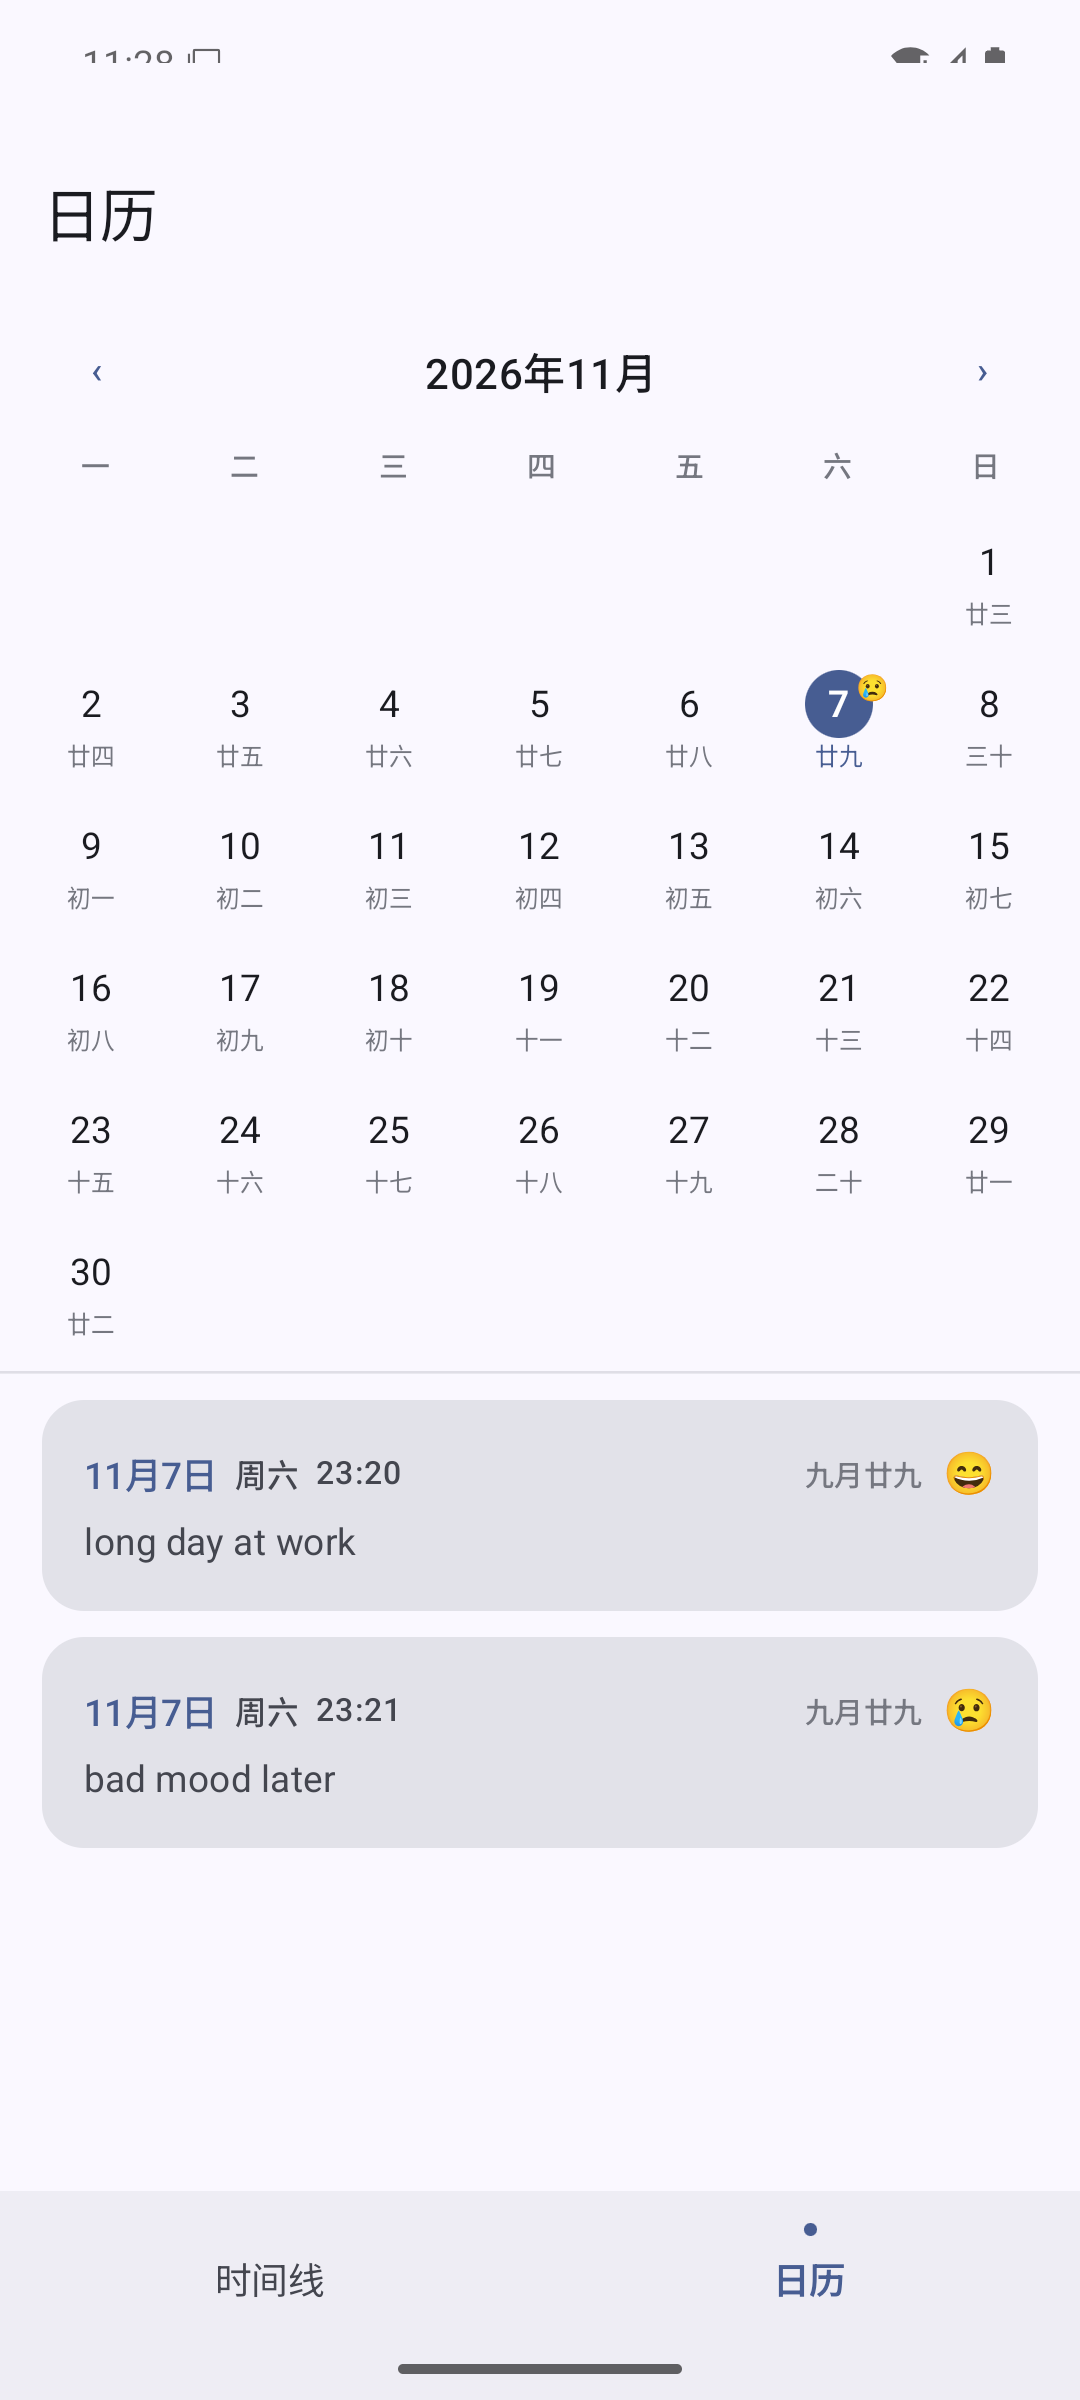 11:28
日历
‹ 2026年11月 ›
一 二 三 四 五 六 日
1
廿三
2 3 4 5 6 7 😢 8
廿四 廿五 廿六 廿七 廿八 廿九 三十
9 10 11 12 13 14 15
初一 初二 初三 初四 初五 初六 初七
16 17 18 19 20 21 22
初八 初九 初十 十一 十二 十三 十四
23 24 25 26 27 28 29
十五 十六 十七 十八 十九 二十 廿一
30
廿二
11月7日 周六 23:20 九月廿九 😄
long day at work
11月7日 周六 23:21 九月廿九 😢
bad mood later
时间线 日历